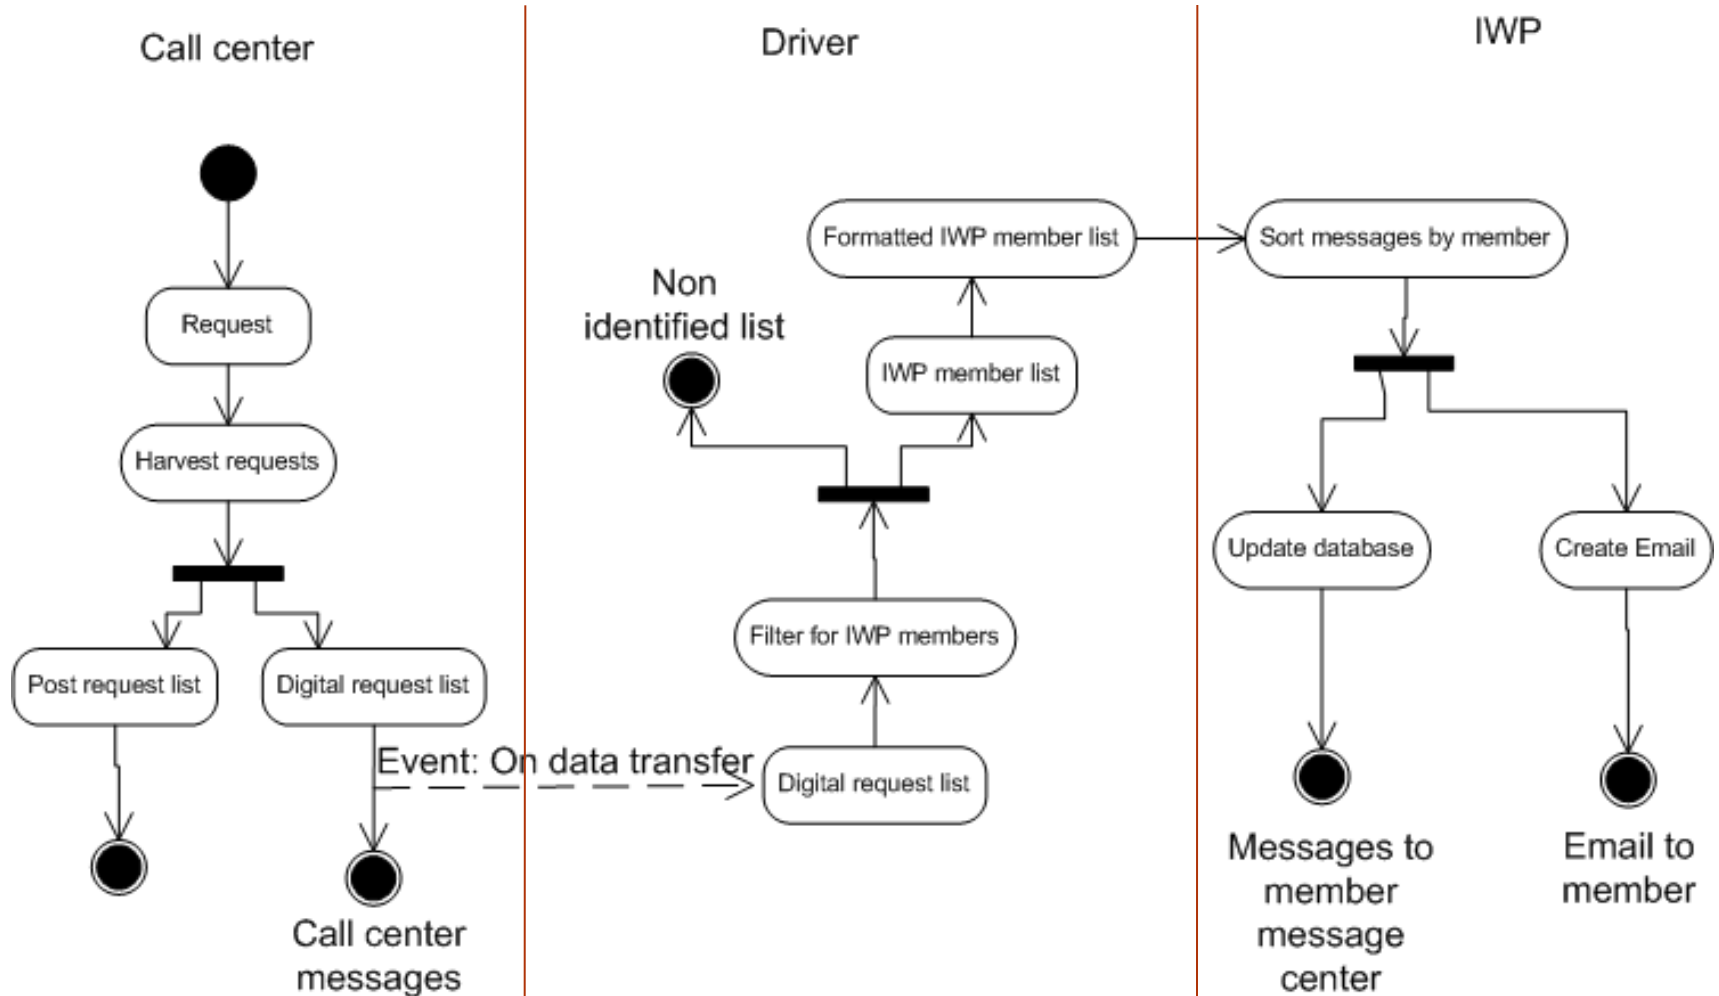 Call center
Request
Harvest requests
Post request list
Digital request list
Call center
messages
Event: On data transfer
Driver
Digital request list
Filter for IWP members
Non
identified list
IWP member list
Formatted IWP member list
IWP
Sort messages by member
Update database
Create Email
Messages to
member
message
center
Email to
member